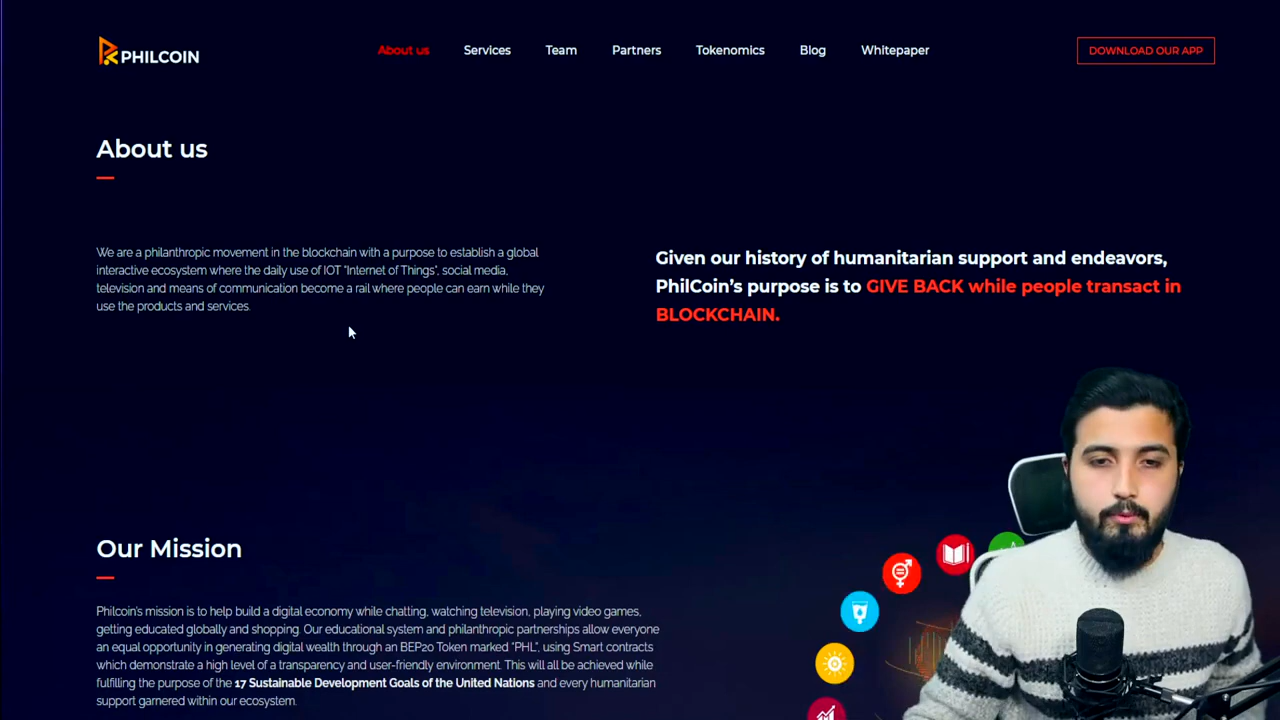 PHILCOIN
About us
Services
Team
Partners
Tokenomics
Blog
Whitepaper
DOWNLOAD OUR APP
About us
We are a philanthropic movement in the blockchain with a purpose to establish a global
interactive ecosystem where the daily use of IOT "Internet of Things", social media,
television and means of communication become a rail where people can earn while they
use the products and services.
Given our history of humanitarian support and endeavors,
PhilCoin's purpose is to GIVE BACK while people transact in
BLOCKCHAIN.
Our Mission
Philcoin's mission is to help build a digital economy while chatting, watching television, playing video games,
getting educated globally and shopping. Our educational system and philanthropic partnerships allow everyone
an equal opportunity in generating digital wealth through an BEP20 Token marked "PHL", using Smart contracts
which demonstrate a high level of a transparency and user-friendly environment. This will all be achieved while
fulfilling the purpose of the 17 Sustainable Development Goals of the United Nations and every humanitarian
support garnered within our ecosystem.